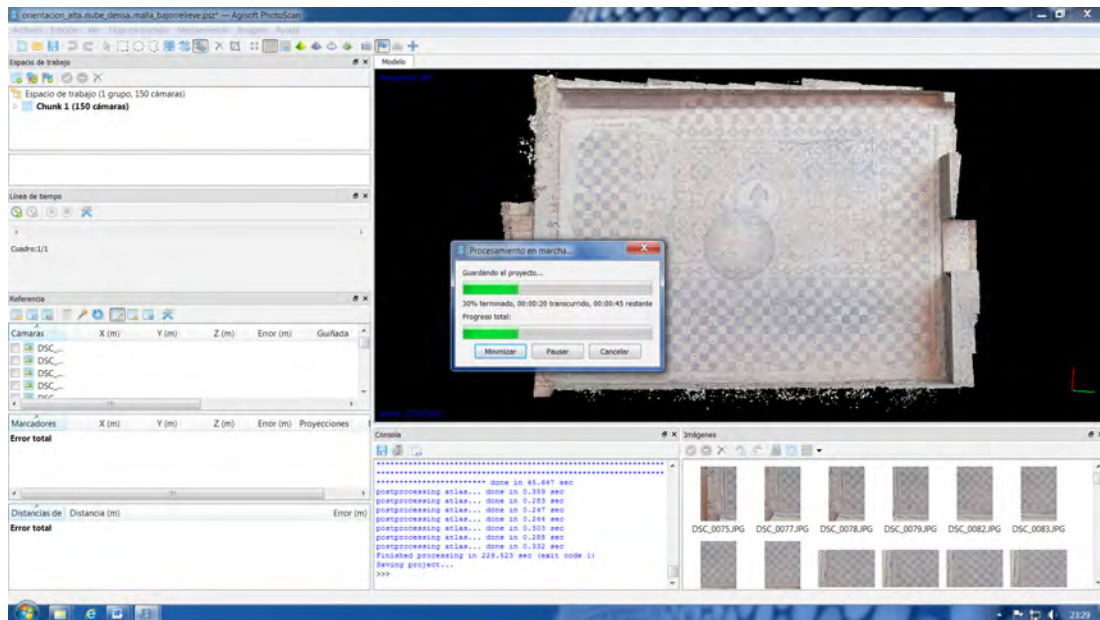 orientacion_alta.nube_densa.malla_bajorrelieve.psz* — Agisoft PhotoScan
Espacio de trabajo
Modelo
Espacio de trabajo (1 grupo, 150 cámaras)
Chunk 1 (150 cámaras)
Línea de tiempo
Cuadro:1/1
Procesamiento en marcha...
Guardando el proyecto...
30% terminado, 00:00:20 transcurrido, 00:00:45 restante
Progreso total:
Minimizar Pausar Cancelar
Referencia
Cámaras X (m) Y (m) Z (m) Error (m) Guiñada
DSC_...
DSC_...
DSC_...
DSC_...
Marcadores X (m) Y (m) Z (m) Error (m) Proyecciones
Error total
Distancias de Distancia (m) Error (m)
Error total
Consola
******************** done in 45.647 sec
postprocessing atlas... done in 0.359 sec
postprocessing atlas... done in 0.283 sec
postprocessing atlas... done in 0.247 sec
postprocessing atlas... done in 0.244 sec
postprocessing atlas... done in 0.303 sec
postprocessing atlas... done in 0.288 sec
postprocessing atlas... done in 0.332 sec
Finished processing in 228.523 sec (exit code 1)
Saving project...
>>>
Imágenes
DSC_0075.JPG DSC_0077.JPG DSC_0078.JPG DSC_0079.JPG DSC_0082.JPG DSC_0083.JPG
23:29